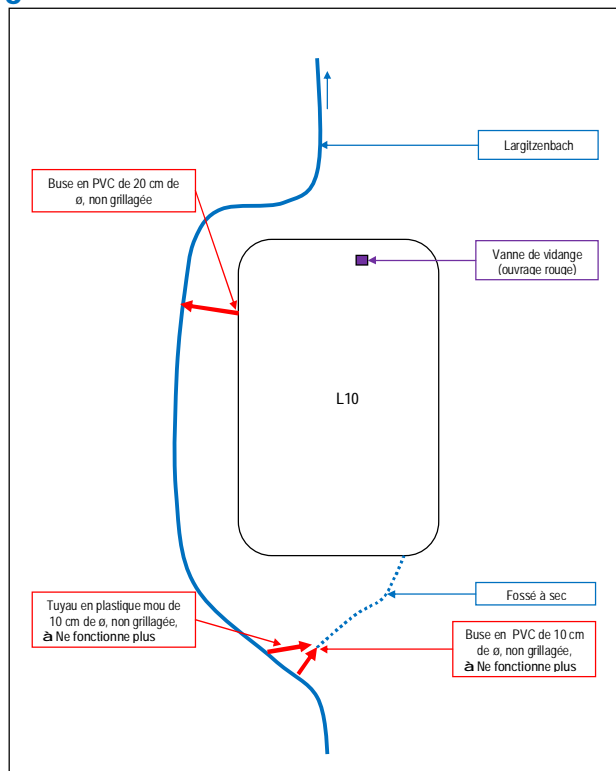 Largitzenbach
Buse en PVC de 20 cm de
ø, non grillagée
Vanne de vidange
(ouvrage rouge)
L10
Fossé à sec
Tuyau en plastique mou de
10 cm de ø, non grillagée,
à Ne fonctionne plus
Buse en PVC de 10 cm
de ø, non grillagée,
à Ne fonctionne plus